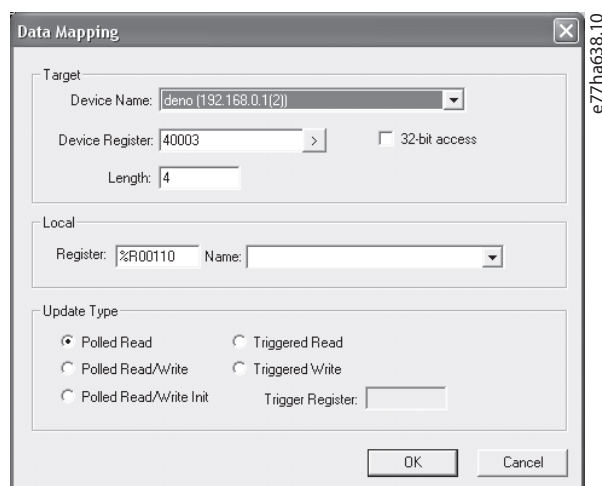 Data Mapping
Target
Device Name: deno (192.168.0.1(2))
Device Register: 40003 > 32-bit access
Length: 4
Local
Register: %R00110 Name:
Update Type
Polled Read Triggered Read
Polled Read/Write Triggered Write
Polled Read/Write Init Trigger Register:
OK Cancel
e77ha638.10